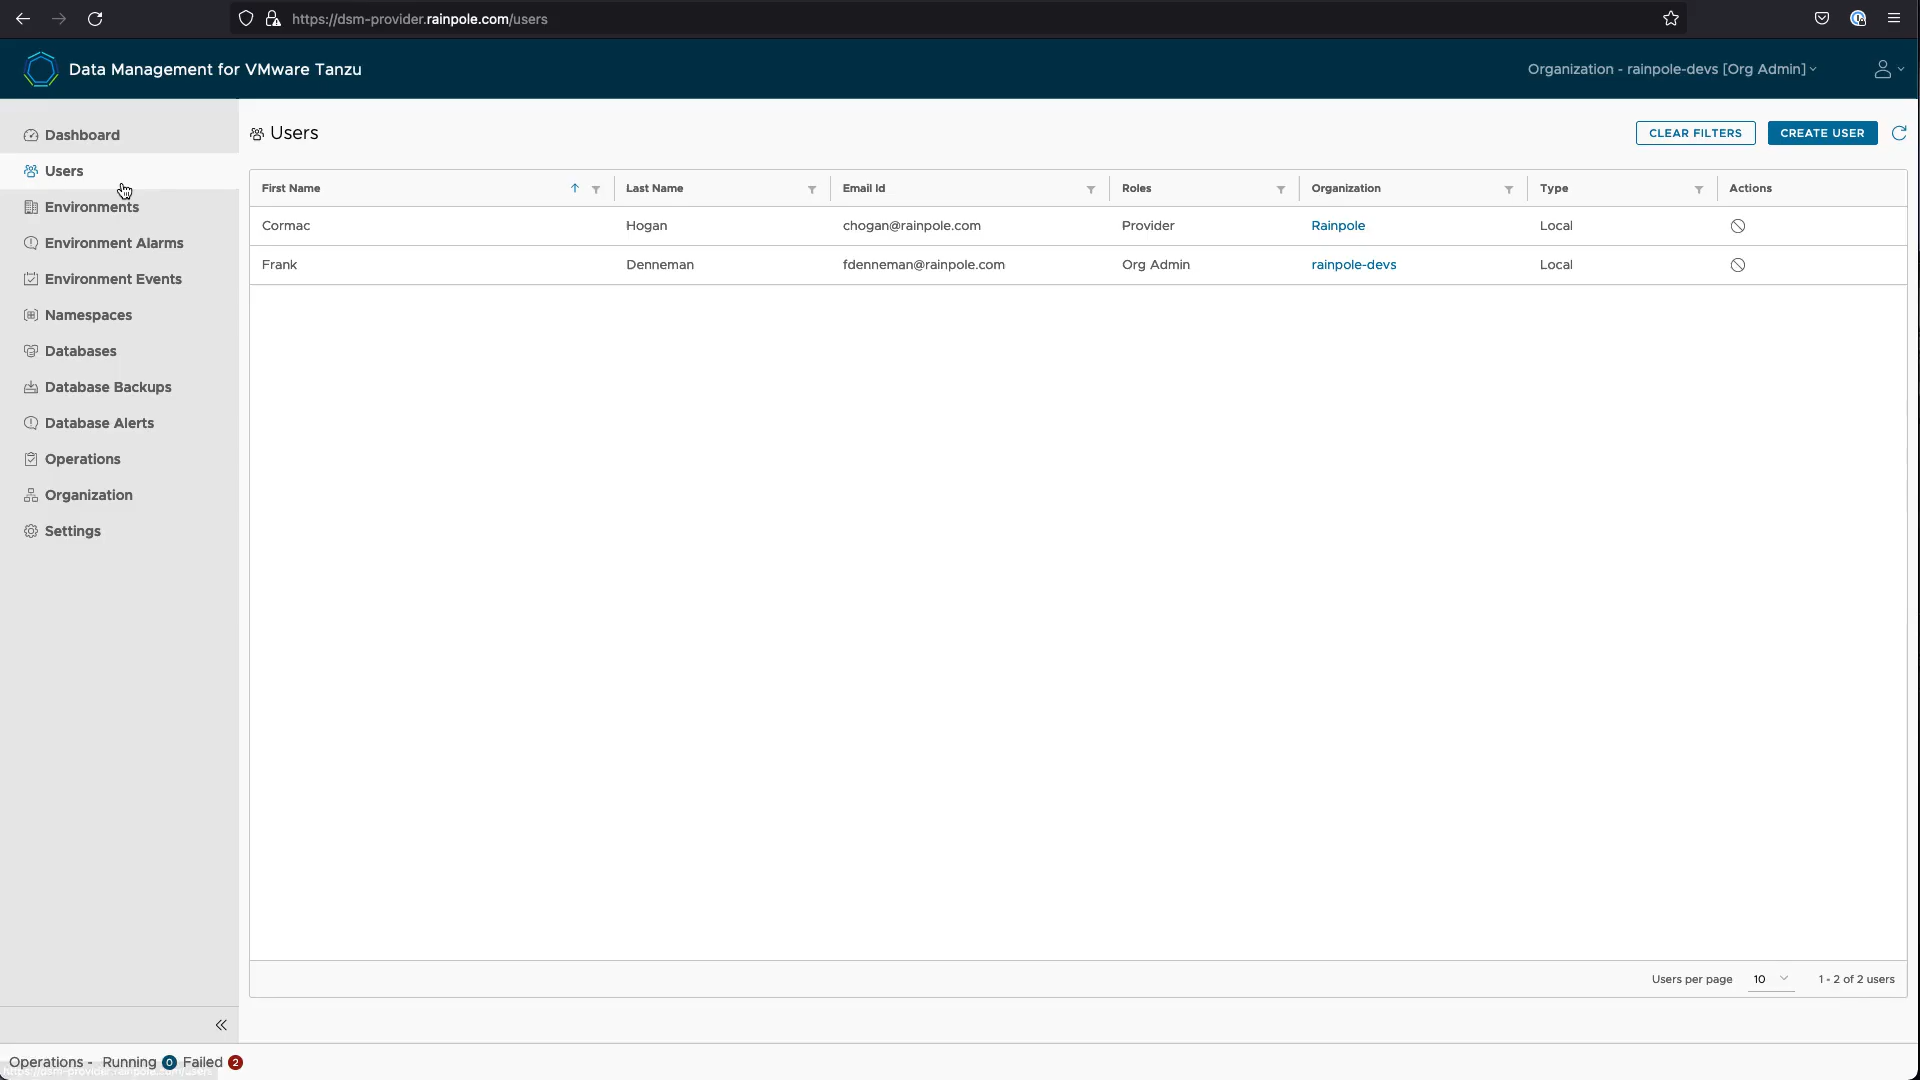 https://dsm-provider.rainpole.com/users
Data Management for VMware Tanzu
Organization - rainpole-devs [Org Admin]
Dashboard
Users
Environments
Environment Alarms
Environment Events
Namespaces
Databases
Database Backups
Database Alerts
Operations
Organization
Settings
Users
CLEAR FILTERS
CREATE USER
First Name Last Name Email Id Roles Organization Type Actions
Cormac Hogan chogan@rainpole.com Provider Rainpole Local
Frank Denneman fdenneman@rainpole.com Org Admin rainpole-devs Local
Users per page 10 1 - 2 of 2 users
Operations - Running 0 Failed 2